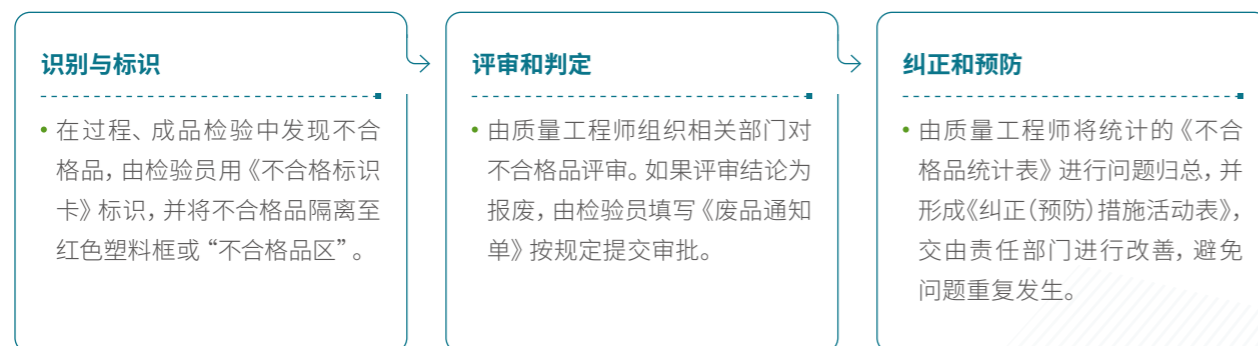 识别与标识
• 在过程、成品检验中发现不合
格品，由检验员用《不合格标识
卡》标识，并将不合格品隔离至
红色塑料框或“不合格品区”。
评审和判定
• 由质量工程师组织相关部门对
不合格品评审。如果评审结论为
报废，由检验员填写《废品通知
单》按规定提交审批。
纠正和预防
• 由质量工程师将统计的《不合
格品统计表》进行问题归总，并
形成《纠正（预防）措施活动表》，
交由责任部门进行改善，避免
问题重复发生。